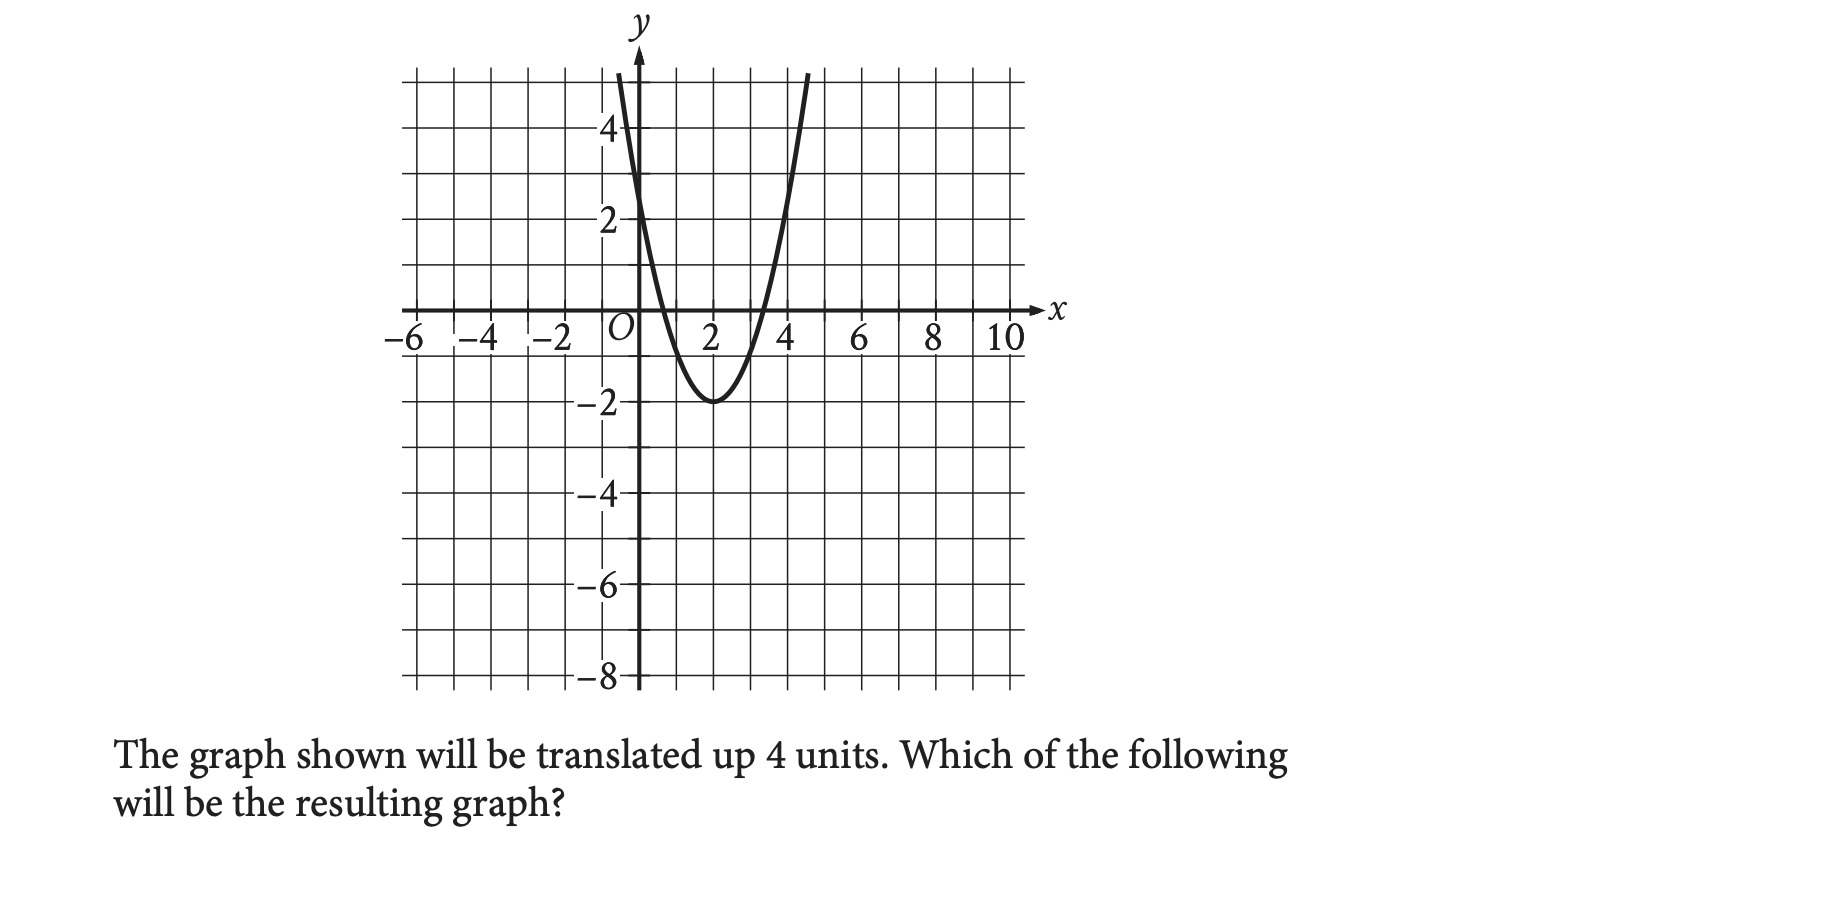 y
4
2
x
−6 −4 −2 O 2 4 6 8 10
−2
−4
−6
−8
The graph shown will be translated up 4 units. Which of the following
will be the resulting graph?